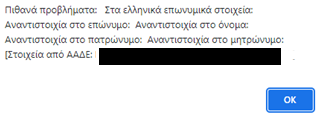 Πιθανά προβλήματα: Στα ελληνικά επωνυμικά στοιχεία:
Αναντιστοιχία στο επώνυμο: Αναντιστοιχία στο όνομα:
Αναντιστοιχία στο πατρώνυμο: Αναντιστοιχία στο μητρώνυμο:
[Στοιχεία από ΑΑΔΕ:
OK